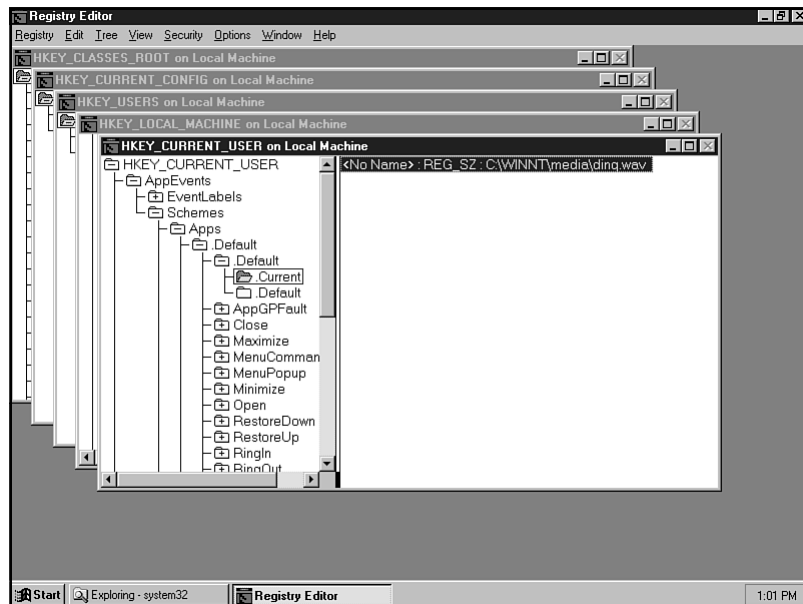 Registry Editor
Registry Edit Tree View Security Options Window Help
HKEY_CLASSES_ROOT on Local Machine
HKEY_CURRENT_CONFIG on Local Machine
HKEY_USERS on Local Machine
HKEY_LOCAL_MACHINE on Local Machine
HKEY_CURRENT_USER on Local Machine
HKEY_CURRENT_USER
<No Name> : REG_SZ : C:\WINNT\media\ding.wav
AppEvents
EventLabels
Schemes
Apps
.Default
.Default
.Current
.Default
AppGPFault
Close
Maximize
MenuComman
MenuPopup
Minimize
Open
RestoreDown
RestoreUp
RingIn
RingOut
Start
Exploring - system32
Registry Editor
1:01 PM